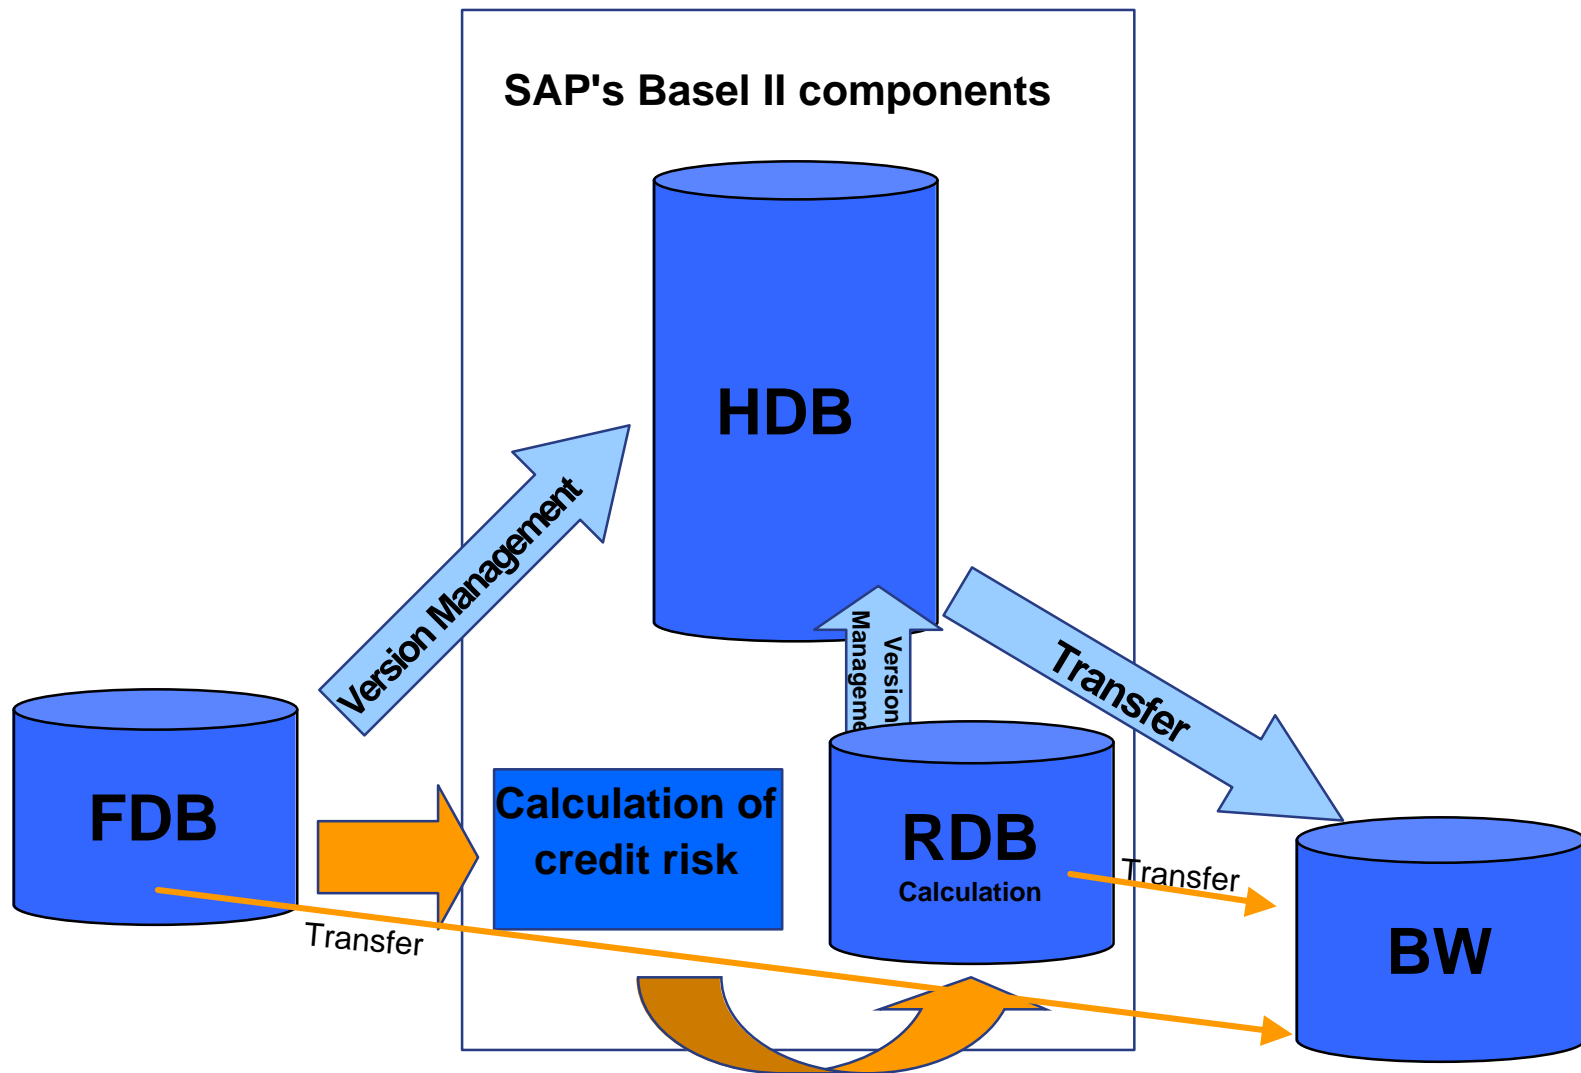 SAP's Basel II components
HDB
Version Management
Version
Manageme
Transfer
FDB
Calculation of
credit risk
RDB
Calculation
Transfer
Transfer
BW